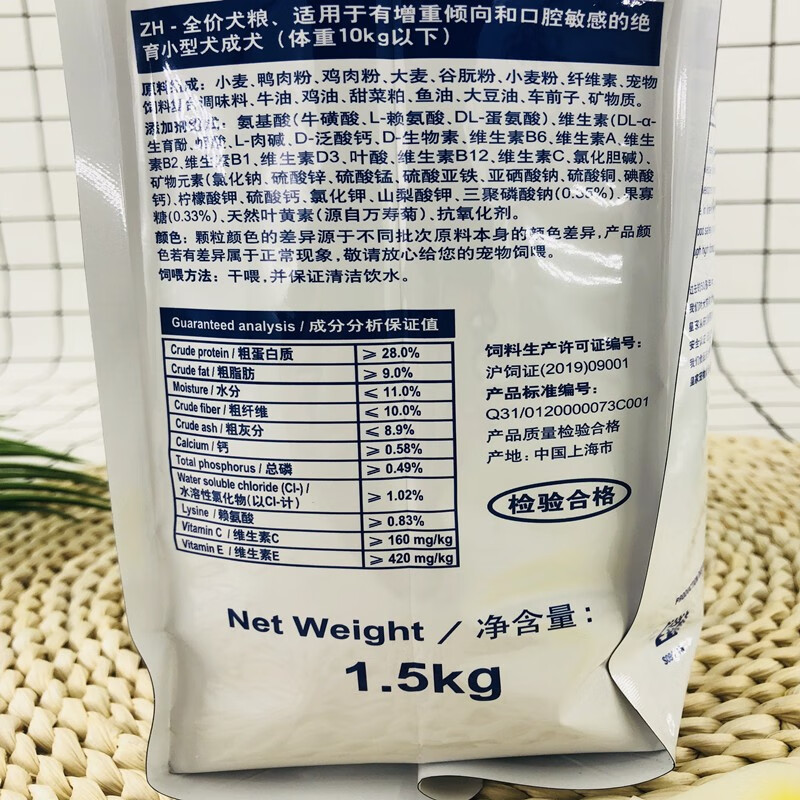 ZH - 全价犬粮、适用于有增重倾向和口腔敏感的绝
育小型犬成犬（体重10kg以下）
原料组成：小麦、鸭肉粉、鸡肉粉、大麦、谷朊粉、小麦粉、纤维素、宠物
饲料复合调味料、牛油、鸡油、甜菜粕、鱼油、大豆油、车前子、矿物质。
添加剂组成：氨基酸(牛磺酸、L-赖氨酸、DL-蛋氨酸)、维生素(DL-α-
生育酚、烟酸、L-肉碱、D-泛酸钙、D-生物素、维生素B6、维生素A、维生
素B2、维生素B1、维生素D3、叶酸、维生素B12、维生素C、氯化胆碱)、
矿物元素(氯化钠、硫酸锌、硫酸锰、硫酸亚铁、亚硒酸钠、硫酸铜、碘酸
钙)、柠檬酸钾、硫酸钙、氯化钾、山梨酸钾、三聚磷酸钠(0.35%)、果寡
糖(0.33%)、天然叶黄素(源自万寿菊)、抗氧化剂。
颜色：颗粒颜色的差异源于不同批次原料本身的颜色差异,产品颜
色若有差异属于正常现象,敬请放心给您的宠物饲喂。
饲喂方法：干喂,并保证清洁饮水。
Guaranteed analysis / 成分分析保证值
Crude protein / 粗蛋白质 ⩾ 28.0%
Crude fat / 粗脂肪 ⩾ 9.0%
Moisture / 水分 ⩽ 11.0%
Crude fiber / 粗纤维 ⩽ 10.0%
Crude ash / 粗灰分 ⩽ 8.9%
Calcium / 钙 ⩾ 0.58%
Total phosphorus / 总磷 ⩾ 0.49%
Water soluble chloride (Cl-) /
水溶性氯化物(以Cl-计) ⩾ 1.02%
Lysine / 赖氨酸 ⩾ 0.83%
Vitamin C / 维生素C ⩾ 160 mg/kg
Vitamin E / 维生素E ⩾ 420 mg/kg
饲料生产许可证编号：
沪饲证(2019)09001
产品标准编号：
Q31/0120000073C001
产品质量检验合格
产地: 中国上海市
检验合格
Net Weight / 净含量：
1.5kg